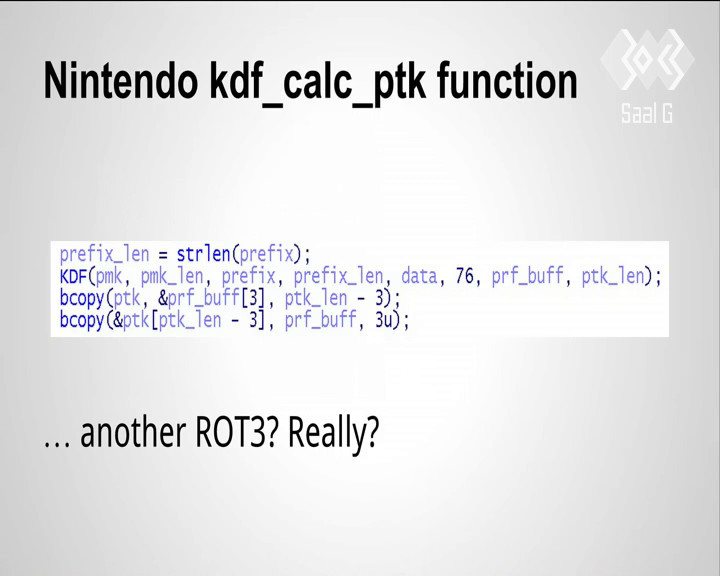 Nintendo kdf_calc_ptk function
Saal G
prefix_len = strlen(prefix);
KDF(pmk, pmk_len, prefix, prefix_len, data, 76, prf_buff, ptk_len);
bcopy(ptk, &prf_buff[3], ptk_len - 3);
bcopy(&ptk[ptk_len - 3], prf_buff, 3u);
... another ROT3? Really?